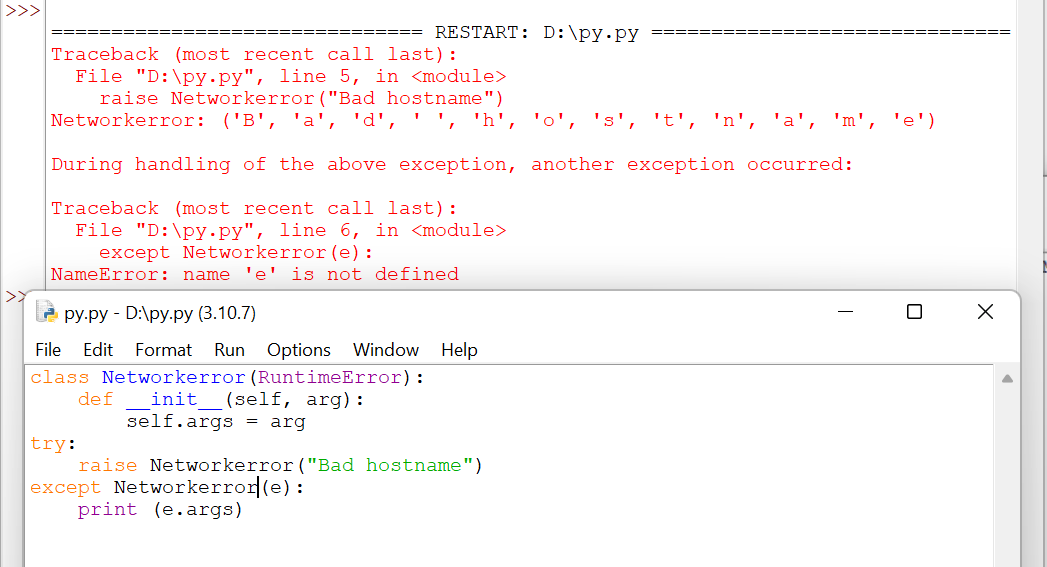 >>>
=============================== RESTART: D:\py.py ==============================
Traceback (most recent call last):
  File "D:\py.py", line 5, in <module>
    raise Networkerror("Bad hostname")
Networkerror: ('B', 'a', 'd', ' ', 'h', 'o', 's', 't', 'n', 'a', 'm', 'e')
During handling of the above exception, another exception occurred:
Traceback (most recent call last):
  File "D:\py.py", line 6, in <module>
    except Networkerror(e):
NameError: name 'e' is not defined
>>
py.py - D:\py.py (3.10.7)
File Edit Format Run Options Window Help
class Networkerror(RuntimeError):
    def __init__(self, arg):
        self.args = arg
try:
    raise Networkerror("Bad hostname")
except Networkerror(e):
    print (e.args)